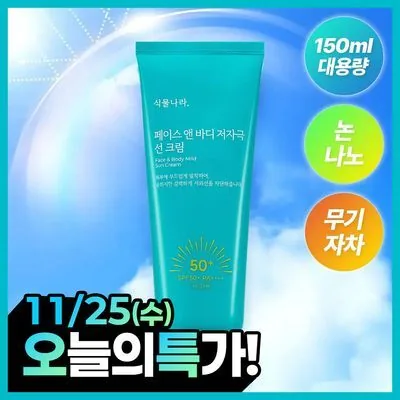 150ml
대용량
식물나라.
페이스 앤 바디 저자극
선 크림
Face & Body Mild
Sun Cream
논
나노
50+
SPF50+ PA++++
무기
자차
11/25(수)
오늘의특가!